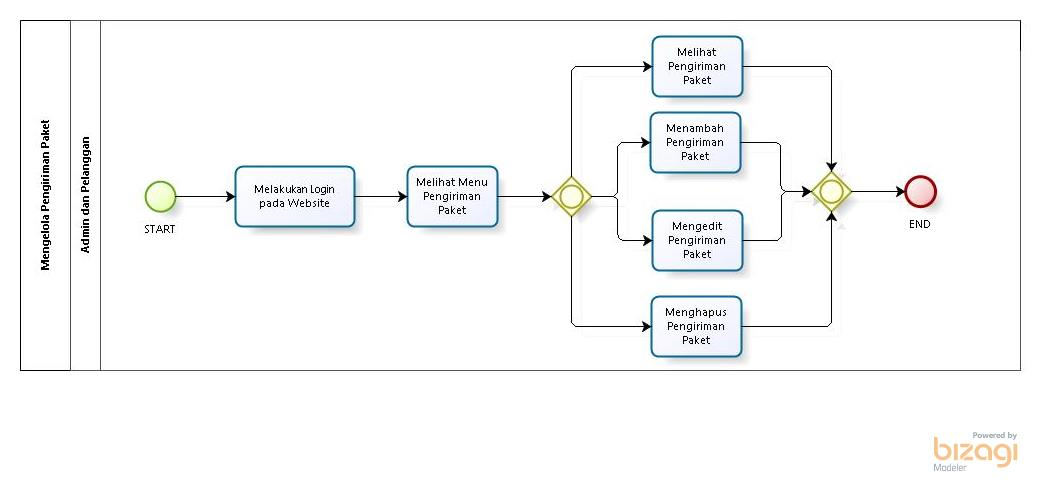 Mengelola Pengiriman Paket
Admin dan Pelanggan
START
Melakukan Login
pada Website
Melihat Menu
Pengiriman
Paket
Melihat
Pengiriman
Paket
Menambah
Pengiriman
Paket
Mengedit
Pengiriman
Paket
Menghapus
Pengiriman
Paket
END
Powered by
bizagi
Modeler